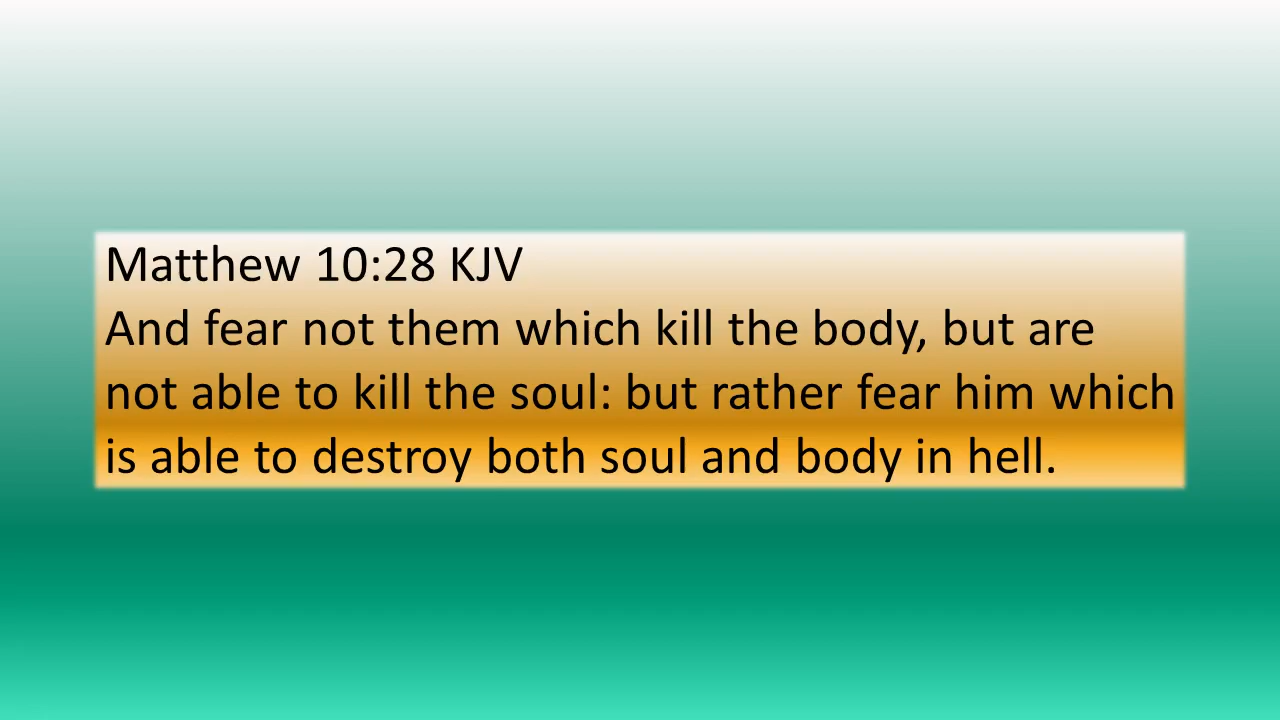 Matthew 10:28 KJV
And fear not them which kill the body, but are
not able to kill the soul: but rather fear him which
is able to destroy both soul and body in hell.